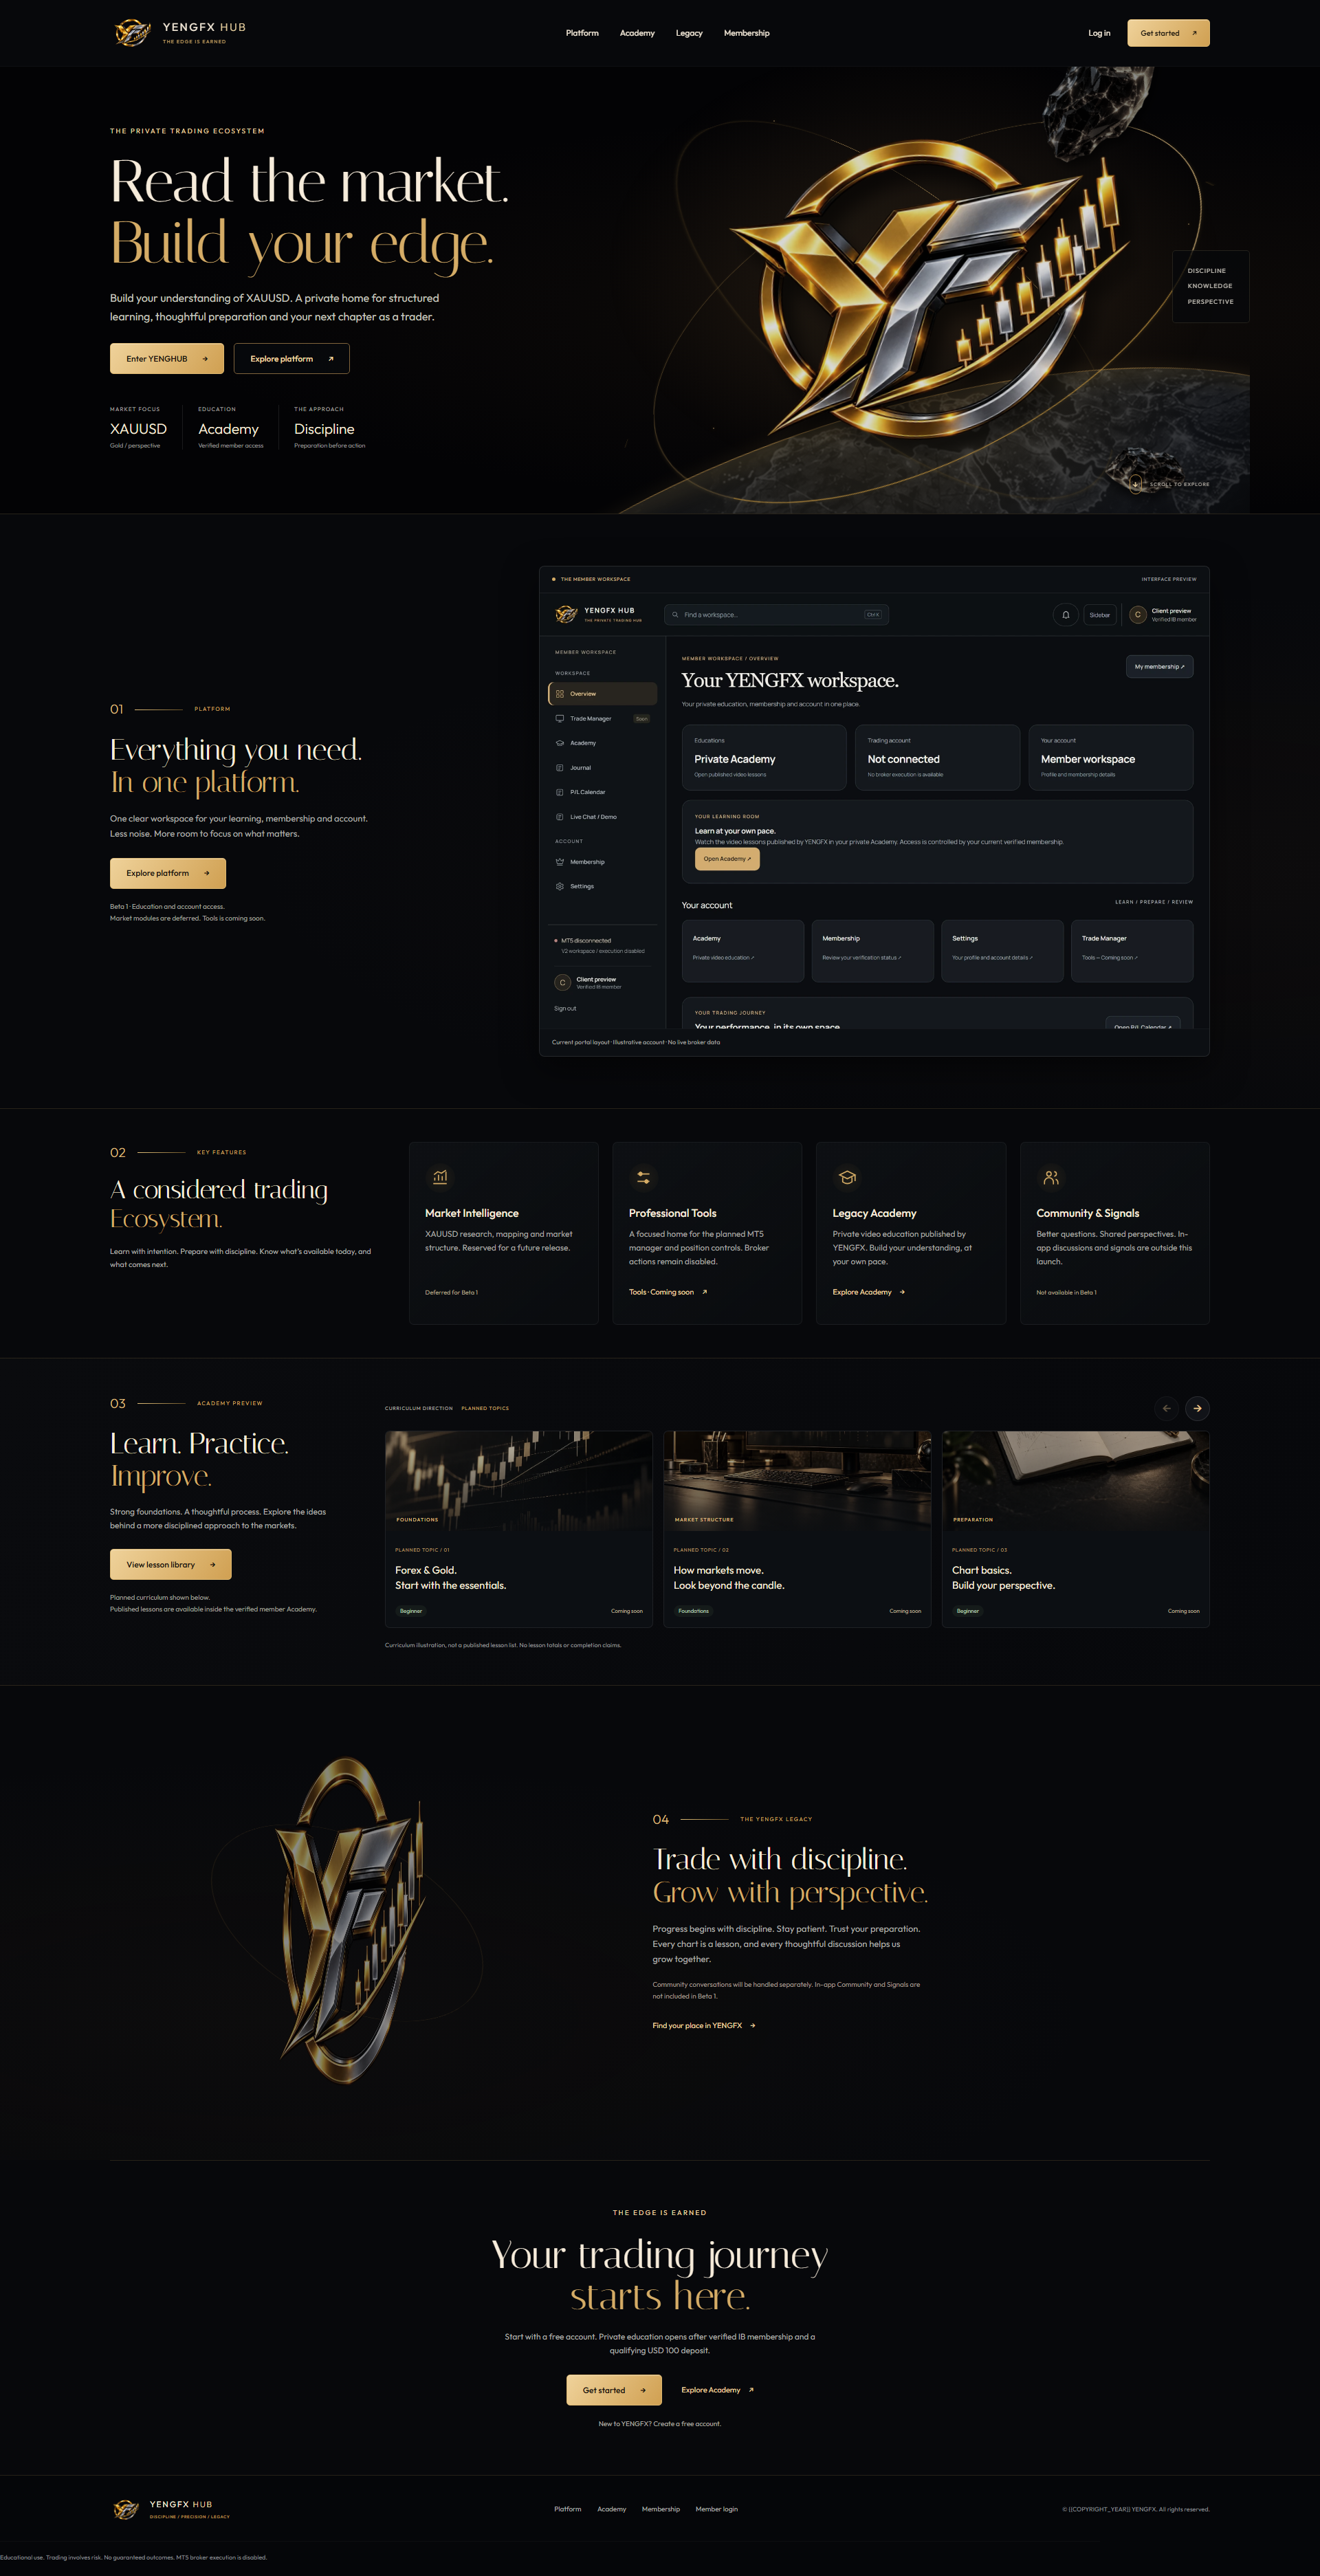 YENGFX HUB
THE EDGE IS EARNED
Platform
Academy
Legacy
Membership
Log in
Get started ↗
THE PRIVATE TRADING ECOSYSTEM
Read the market.
Build your edge.
Build your understanding of XAUUSD. A private home for structured
learning, thoughtful preparation and your next chapter as a trader.
Enter YENGHUB →
Explore platform ↗
MARKET FOCUS
XAUUSD
Gold / perspective
EDUCATION
Academy
Verified member access
THE APPROACH
Discipline
Preparation before action
DISCIPLINE
KNOWLEDGE
PERSPECTIVE
SCROLL TO EXPLORE
01
PLATFORM
Everything you need.
In one platform.
One clear workspace for your learning, membership and account.
Less noise. More room to focus on what matters.
Explore platform →
Beta 1 · Education and account access.
Market modules are deferred. Tools is coming soon.
THE MEMBER WORKSPACE
INTERFACE PREVIEW
YENGFX HUB
THE PRIVATE TRADING HUB
Find a workspace...
Ctrl K
Sidebar
C
Client preview
Verified IB member
MEMBER WORKSPACE
WORKSPACE
Overview
Trade Manager
Soon
Academy
Journal
P/L Calendar
Live Chat / Demo
ACCOUNT
Membership
Settings
MT5 disconnected
V2 workspace / execution disabled
C
Client preview
Verified IB member
Sign out
MEMBER WORKSPACE / OVERVIEW
Your YENGFX workspace.
Your private education, membership and account in one place.
My membership ↗
Educations
Private Academy
Open published video lessons
Trading account
Not connected
No broker execution is available
Your account
Member workspace
Profile and membership details
YOUR LEARNING ROOM
Learn at your own pace.
Watch the video lessons published by YENGFX in your private Academy. Access is controlled by your current verified membership.
Open Academy ↗
Your account
LEARN / PREPARE / REVIEW
Academy
Private video education ↗
Membership
Review your verification status ↗
Settings
Your profile and account details ↗
Trade Manager
Tools — Coming soon ↗
YOUR TRADING JOURNEY
Your performance, in its own space.
Open P/L Calendar ↗
Current portal layout · Illustrative account · No live broker data
02
KEY FEATURES
A considered trading
Ecosystem.
Learn with intention. Prepare with discipline. Know what's available today, and
what comes next.
Market Intelligence
XAUUSD research, mapping and market
structure. Reserved for a future release.
Deferred for Beta 1
Professional Tools
A focused home for the planned MT5
manager and position controls. Broker
actions remain disabled.
Tools · Coming soon ↗
Legacy Academy
Private video education published by
YENGFX. Build your understanding, at
your own pace.
Explore Academy →
Community & Signals
Better questions. Shared perspectives. In-
app discussions and signals are outside this
launch.
Not available in Beta 1
03
ACADEMY PREVIEW
Learn. Practice.
Improve.
Strong foundations. A thoughtful process. Explore the ideas
behind a more disciplined approach to the markets.
View lesson library →
Planned curriculum shown below.
Published lessons are available inside the verified member Academy.
CURRICULUM DIRECTION
PLANNED TOPICS
← →
FOUNDATIONS
PLANNED TOPIC / 01
Forex & Gold.
Start with the essentials.
Beginner
Coming soon
MARKET STRUCTURE
PLANNED TOPIC / 02
How markets move.
Look beyond the candle.
Foundations
Coming soon
PREPARATION
PLANNED TOPIC / 03
Chart basics.
Build your perspective.
Beginner
Coming soon
Curriculum illustration, not a published lesson list. No lesson totals or completion claims.
04
THE YENGFX LEGACY
Trade with discipline.
Grow with perspective.
Progress begins with discipline. Stay patient. Trust your preparation.
Every chart is a lesson, and every thoughtful discussion helps us
grow together.
Community conversations will be handled separately. In-app Community and Signals are
not included in Beta 1.
Find your place in YENGFX →
THE EDGE IS EARNED
Your trading journey
starts here.
Start with a free account. Private education opens after verified IB membership and a
qualifying USD 100 deposit.
Get started →
Explore Academy ↗
New to YENGFX? Create a free account.
YENGFX HUB
DISCIPLINE / PRECISION / LEGACY
Platform
Academy
Membership
Member login
© {{COPYRIGHT_YEAR}} YENGFX. All rights reserved.
Educational use. Trading involves risk. No guaranteed outcomes. MT5 broker execution is disabled.